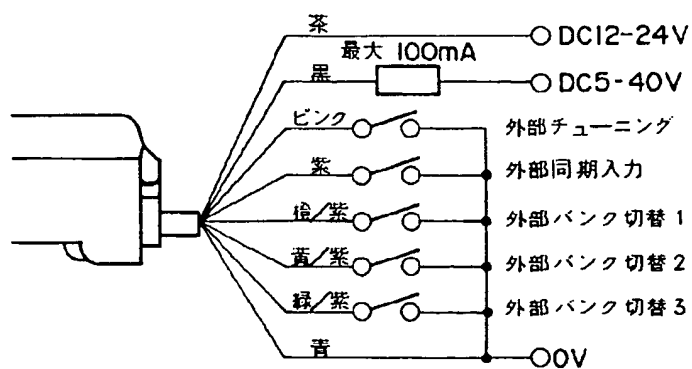 茶
DC12-24V
最大 100mA
黒
DC5-40V
ピンク
外部チューニング
紫
外部同期入力
橙/紫
外部バンク切替1
黄/紫
外部バンク切替2
緑/紫
外部バンク切替3
青
0V